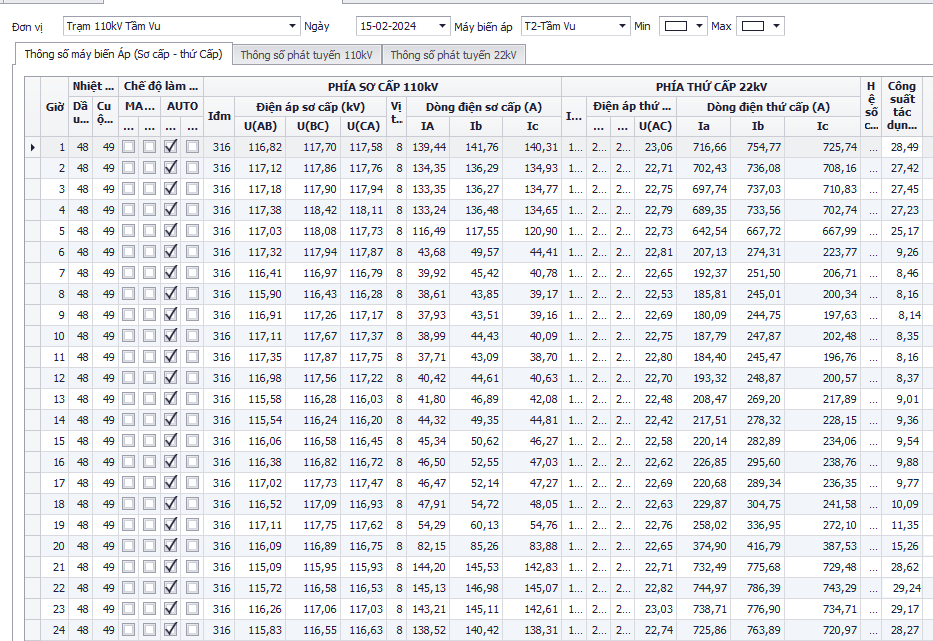 Đơn vị Trạm 110kV Tầm Vu Ngày 15-02-2024 Máy biến áp T2-Tầm Vu Min Max
Thông số máy biến Áp (Sơ cấp - thứ Cấp) Thông số phát tuyến 110kV Thông số phát tuyến 22kV
Giờ Nhiệt ... Chế độ làm ... PHÍA SƠ CẤP 110kV PHÍA THỨ CẤP 22kV Hệ số c... Công suất tác dụn...
Dầu... Cuộ... MA... AUTO Iđm Điện áp sơ cấp (kV) Vị t... Dòng điện sơ cấp (A) I... Điện áp thứ ... Dòng điện thứ cấp (A)
... ... ... ... U(AB) U(BC) U(CA) IA Ib Ic ... ... U(AC) Ia Ib Ic
1 48 49 316 116,82 117,70 117,58 8 139,44 141,76 140,31 1... 2... 2... 23,06 716,66 754,77 725,74 ... 28,49
2 48 49 316 117,12 117,86 117,76 8 134,35 136,29 134,93 1... 2... 2... 22,71 702,43 736,08 708,16 ... 27,42
3 48 49 316 117,18 117,90 117,94 8 133,35 136,27 134,77 1... 2... 2... 22,75 697,74 737,03 710,83 ... 27,45
4 48 49 316 117,38 118,42 118,11 8 133,24 136,48 134,65 1... 2... 2... 22,79 689,35 733,56 702,74 ... 27,23
5 48 49 316 117,03 118,08 117,73 8 116,49 117,55 120,90 1... 2... 2... 22,73 642,54 667,72 667,99 ... 25,17
6 48 49 316 117,32 117,94 117,87 8 43,68 49,57 44,41 1... 2... 2... 22,81 207,13 274,31 223,77 ... 9,26
7 48 49 316 116,41 116,97 116,79 8 39,92 45,42 40,78 1... 2... 2... 22,65 192,37 251,50 206,71 ... 8,46
8 48 49 316 115,90 116,43 116,28 8 38,61 43,85 39,17 1... 2... 2... 22,53 185,81 245,01 200,34 ... 8,16
9 48 49 316 116,91 117,26 117,17 8 37,93 43,51 39,16 1... 2... 2... 22,69 180,09 244,75 197,63 ... 8,14
10 48 49 316 117,11 117,67 117,37 8 38,99 44,43 40,09 1... 2... 2... 22,75 187,79 247,87 202,48 ... 8,35
11 48 49 316 117,35 117,87 117,75 8 37,71 43,09 38,70 1... 2... 2... 22,80 184,40 245,47 196,76 ... 8,16
12 48 49 316 116,98 117,56 117,22 8 40,42 44,61 40,63 1... 2... 2... 22,70 193,32 248,87 200,57 ... 8,37
13 48 49 316 115,58 116,28 116,03 8 41,80 46,89 42,08 1... 2... 2... 22,48 208,47 269,20 217,89 ... 9,01
14 48 49 316 115,54 116,24 116,20 8 44,32 49,35 44,81 1... 2... 2... 22,42 217,51 278,32 228,15 ... 9,36
15 48 49 316 116,06 116,58 116,45 8 45,34 50,62 46,27 1... 2... 2... 22,58 220,14 282,89 234,06 ... 9,54
16 48 49 316 116,38 116,82 116,72 8 46,50 52,55 47,03 1... 2... 2... 22,62 226,85 295,60 238,76 ... 9,88
17 48 49 316 117,02 117,73 117,47 8 46,47 52,14 47,27 1... 2... 2... 22,69 220,68 289,34 236,35 ... 9,77
18 48 49 316 116,52 117,09 116,93 8 47,91 54,72 48,05 1... 2... 2... 22,63 229,87 304,75 241,58 ... 10,09
19 48 49 316 117,11 117,75 117,62 8 54,29 60,13 54,76 1... 2... 2... 22,76 258,02 336,95 272,10 ... 11,35
20 48 49 316 116,09 116,89 116,75 8 82,15 85,26 83,88 1... 2... 2... 22,65 374,90 416,79 387,53 ... 15,26
21 48 49 316 115,09 115,95 115,93 8 144,20 145,53 142,83 1... 2... 2... 22,71 732,49 775,68 729,48 ... 28,62
22 48 49 316 115,72 116,58 116,53 8 145,13 146,98 145,07 1... 2... 2... 22,82 744,97 786,39 743,29 ... 29,24
23 48 49 316 116,26 117,06 117,03 8 143,21 145,11 142,61 1... 2... 2... 23,03 738,71 776,90 734,71 ... 29,17
24 48 49 316 115,83 116,55 116,63 8 138,52 140,42 138,31 1... 2... 2... 22,74 725,86 763,89 720,97 ... 28,27